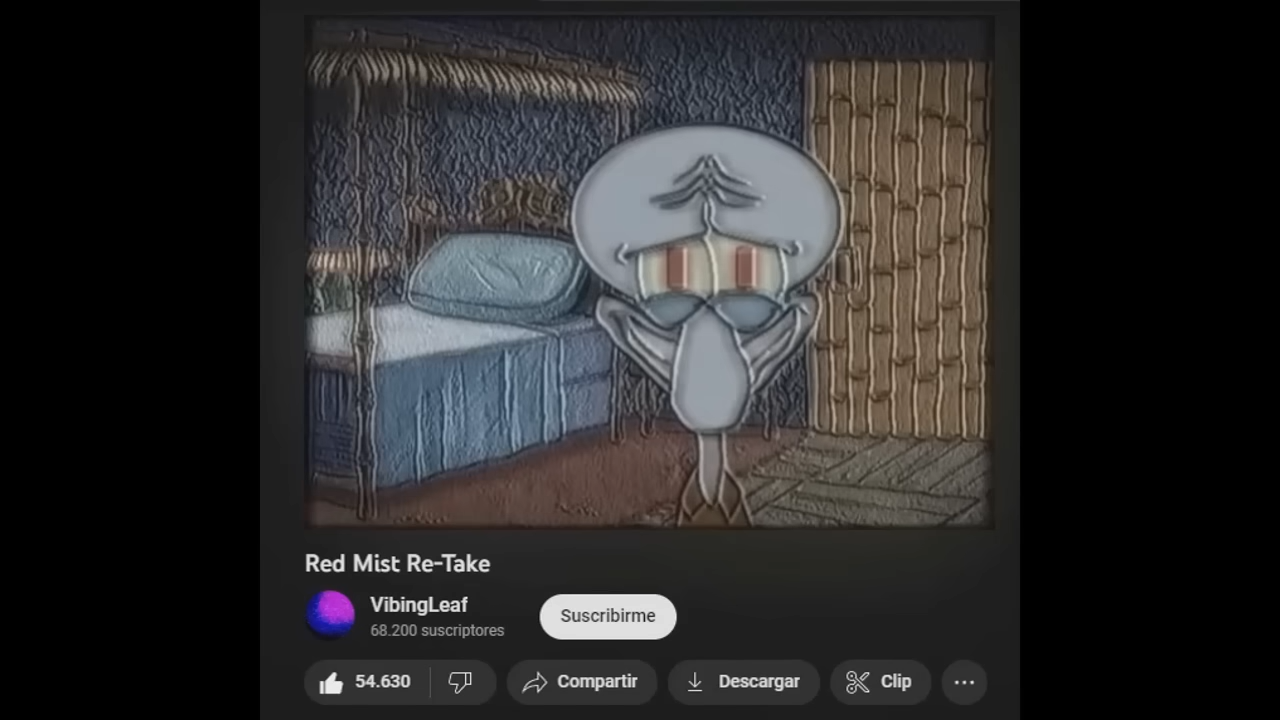 Red Mist Re-Take
VibingLeaf
68.200 suscriptores
Suscribirme
54.630
Compartir
Descargar
Clip